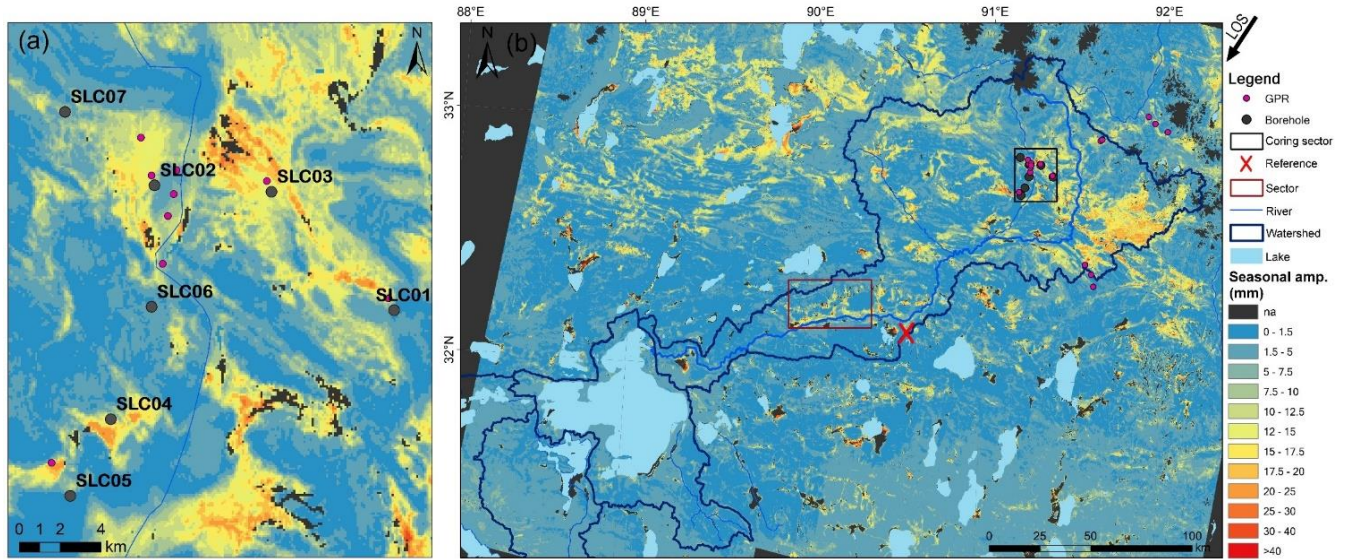 (a)
N
SLC07
SLC02
SLC03
SLC01
SLC06
SLC04
SLC05
0 1 2 4
km
88°E 89°E 90°E 91°E 92°E
(b)
N
33°N
32°N
0 25 50 100
km
LOS
Legend
GPR
Borehole
Coring sector
Reference
Sector
River
Watershed
Lake
Seasonal amp.
(mm)
na
0 - 1.5
1.5 - 5
5 - 7.5
7.5 - 10
10 - 12.5
12 - 15
15 - 17.5
17.5 - 20
20 - 25
25 - 30
30 - 40
>40